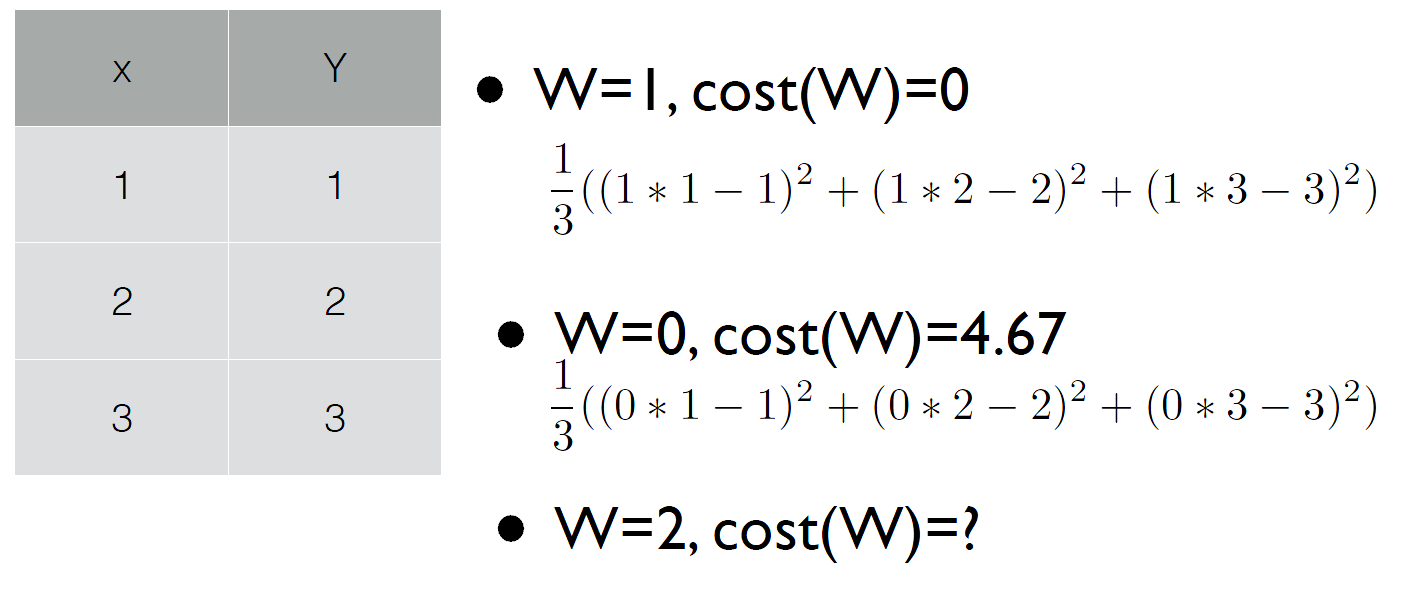 x Y
1 1
2 2
3 3
• W=1, cost(W)=0
\frac{1}{3}((1 * 1 − 1)^2 + (1 * 2 − 2)^2 + (1 * 3 − 3)^2)
• W=0, cost(W)=4.67
\frac{1}{3}((0 * 1 − 1)^2 + (0 * 2 − 2)^2 + (0 * 3 − 3)^2)
• W=2, cost(W)=?